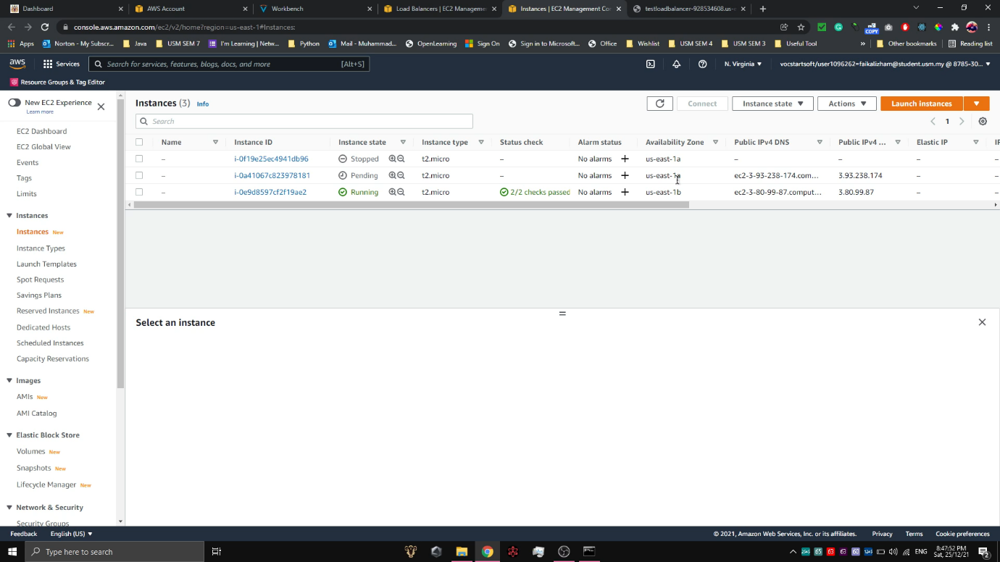 Dashboard
AWS Account
Workbench
Load Balancers | EC2 Manageme
Instances | EC2 Management Co
testloadbalancer-928534608.us-e
console.aws.amazon.com/ec2/v2/home?region=us-east-1#Instances:
COPY
Apps
Norton - My Subscr...
Java
USM SEM 7
I'm Learning | Netw...
Python
Mail - Muhammad...
OpenLearning
Sign On
Sign in to Microsoft...
Office
Wishlist
USM SEM 4
USM SEM 3
Useful Tool
»
Other bookmarks
Reading list
aws
Services
Search for services, features, blogs, docs, and more
[Alt+S]
N. Virginia
vocstartsoft/user1096262=faikalizham@student.usm.my @ 8785-30...
Resource Groups & Tag Editor
New EC2 Experience
Learn more
EC2 Dashboard
EC2 Global View
Events
Tags
Limits
Instances
Instances New
Instance Types
Launch Templates
Spot Requests
Savings Plans
Reserved Instances New
Dedicated Hosts
Scheduled Instances
Capacity Reservations
Images
AMIs New
AMI Catalog
Elastic Block Store
Volumes New
Snapshots New
Lifecycle Manager New
Network & Security
Security Groups
Instances (3) Info
Connect
Instance state
Actions
Launch instances
Search
1
Name Instance ID Instance state Instance type Status check Alarm status Availability Zone Public IPv4 DNS Public IPv4 ... Elastic IP
– i-0f19e25ec4941db96 Stopped t2.micro – No alarms + us-east-1a – – –
– i-0a41067c823978181 Pending t2.micro – No alarms + us-east-1a ec2-3-93-238-174.com... 3.93.238.174 –
– i-0e9d8597cf2f19ae2 Running t2.micro 2/2 checks passed No alarms + us-east-1b ec2-3-80-99-87.comput... 3.80.99.87 –
Select an instance
Feedback
English (US)
© 2021, Amazon Web Services, Inc. or its affiliates.
Privacy
Terms
Cookie preferences
Type here to search
ENG
8:47:52 PM
Sat, 25/12/21
2